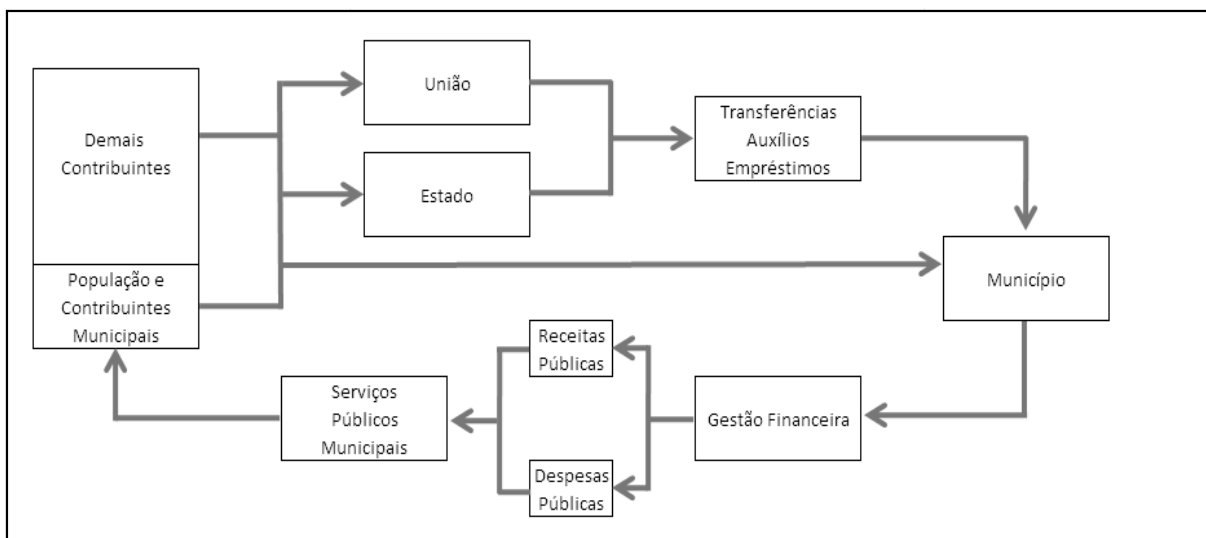 Demais
Contribuintes
População e
Contribuintes
Municipais
União
Estado
Transferências
Auxílios
Empréstimos
Município
Gestão Financeira
Receitas
Públicas
Despesas
Públicas
Serviços
Públicos
Municipais